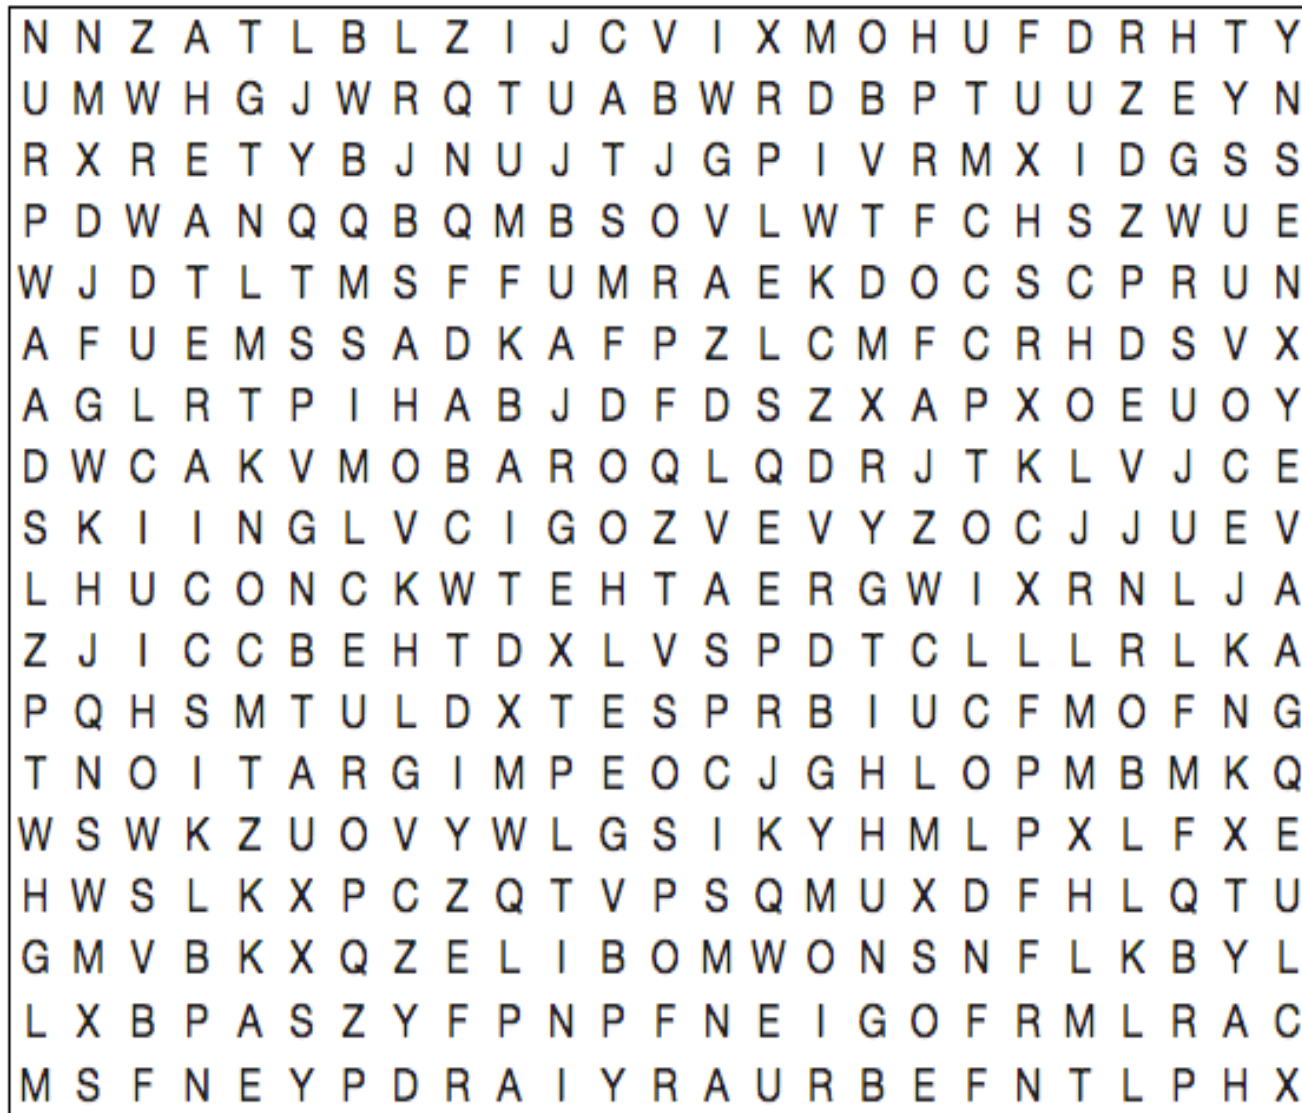 N N Z A T L B L Z I J C V I X M O H U F D R H T Y
U M W H G J W R Q T U A B W R D B P T U U Z E Y N
R X R E T Y B J N U J T J G P I V R M X I D G S S
P D W A N Q Q B Q M B S O V L W T F C H S Z W U E
W J D T L T M S F F U M R A E K D O C S C P R U N
A F U E M S S A D K A F P Z L C M F C R H D S V X
A G L R T P I H A B J D F D S Z X A P X O E U O Y
D W C A K V M O B A R O Q L Q D R J T K L V J C E
S K I I N G L V C I G O Z V E V Y Z O C J J U E V
L H U C O N C K W T E H T A E R G W I X R N L J A
Z J I C C B E H T D X L V S P D T C L L L R L K A
P Q H S M T U L D X T E S P R B I U C F M O F N G
T N O I T A R G I M P E O C J G H L O P M B M K Q
W S W K Z U O V Y W L G S I K Y H M L P X L F X E
H W S L K X P C Z Q T V P S Q M U X D F H L Q T U
G M V B K X Q Z E L I B O M W O N S N F L K B Y L
L X B P A S Z Y F P N P F N E I G O F R M L R A C
M S F N E Y P D R A I Y R A U R B E F N T L P H X